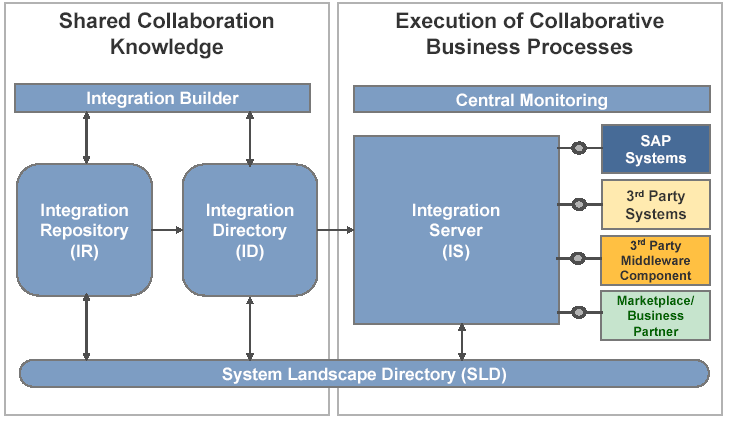 Shared Collaboration
Knowledge
Execution of Collaborative
Business Processes
Integration Builder
Central Monitoring
Integration
Repository
(IR)
Integration
Directory
(ID)
Integration
Server
(IS)
SAP
Systems
3rd Party
Systems
3rd Party
Middleware
Component
Marketplace/
Business
Partner
System Landscape Directory (SLD)